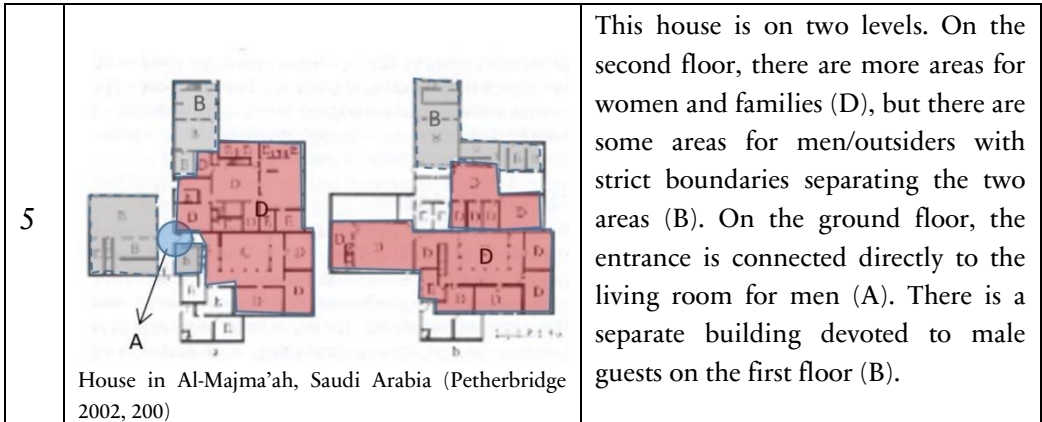 5
B
B
D
E
D
D
D
E
E
B
B
A
E
E
D
D
D
a
B
B
E
E
D
D
D
D
D
D
D
D
E
D
D
D
b
House in Al-Majma’ah, Saudi Arabia (Petherbridge
2002, 200)
This house is on two levels. On the
second floor, there are more areas for
women and families (D), but there are
some areas for men/outsiders with
strict boundaries separating the two
areas (B). On the ground floor, the
entrance is connected directly to the
living room for men (A). There is a
separate building devoted to male
guests on the first floor (B).